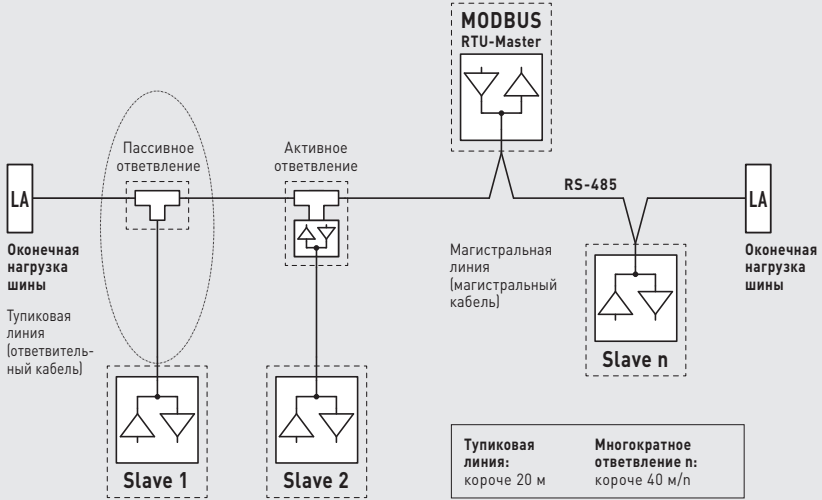 MODBUS
RTU-Master
Пассивное
ответвление
Активное
ответвление
RS-485
LA
LA
Оконечная
нагрузка
шины
Магистральная
линия
(магистральный
кабель)
Оконечная
нагрузка
шины
Тупиковая
линия
(ответвитель-
ный кабель)
Slave n
Slave 1
Slave 2
Тупиковая
линия:
короче 20 м
Многократное
ответвление n:
короче 40 м/n